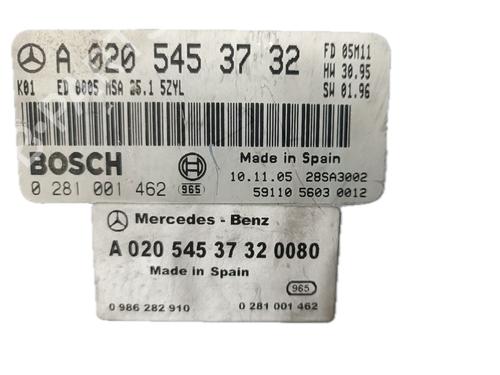 A 020 545 37 32
FD 05M11
HW 30.95
SW 01.96
K01 ED 0005 MSA 25.1 5ZYL
BOSCH
Made in Spain
0 281 001 462 965
10.11.05 28SA3002
59110 5603 0012
Mercedes - Benz
A 020 545 37 32 0080
Made in Spain
965
0 986 282 910 0 281 001 462